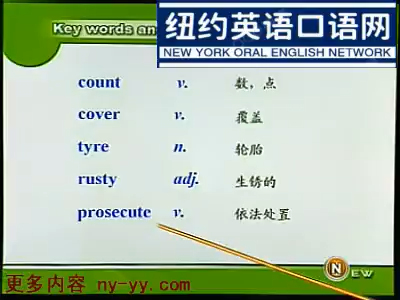 Key words an
纽约英语口语网
NEW YORK ORAL ENGLISH NETWORK
count v. 数，点
cover v. 覆盖
tyre n. 轮胎
rusty adj. 生锈的
prosecute v. 依法处置
NEW
更多内容 ny-yy.com